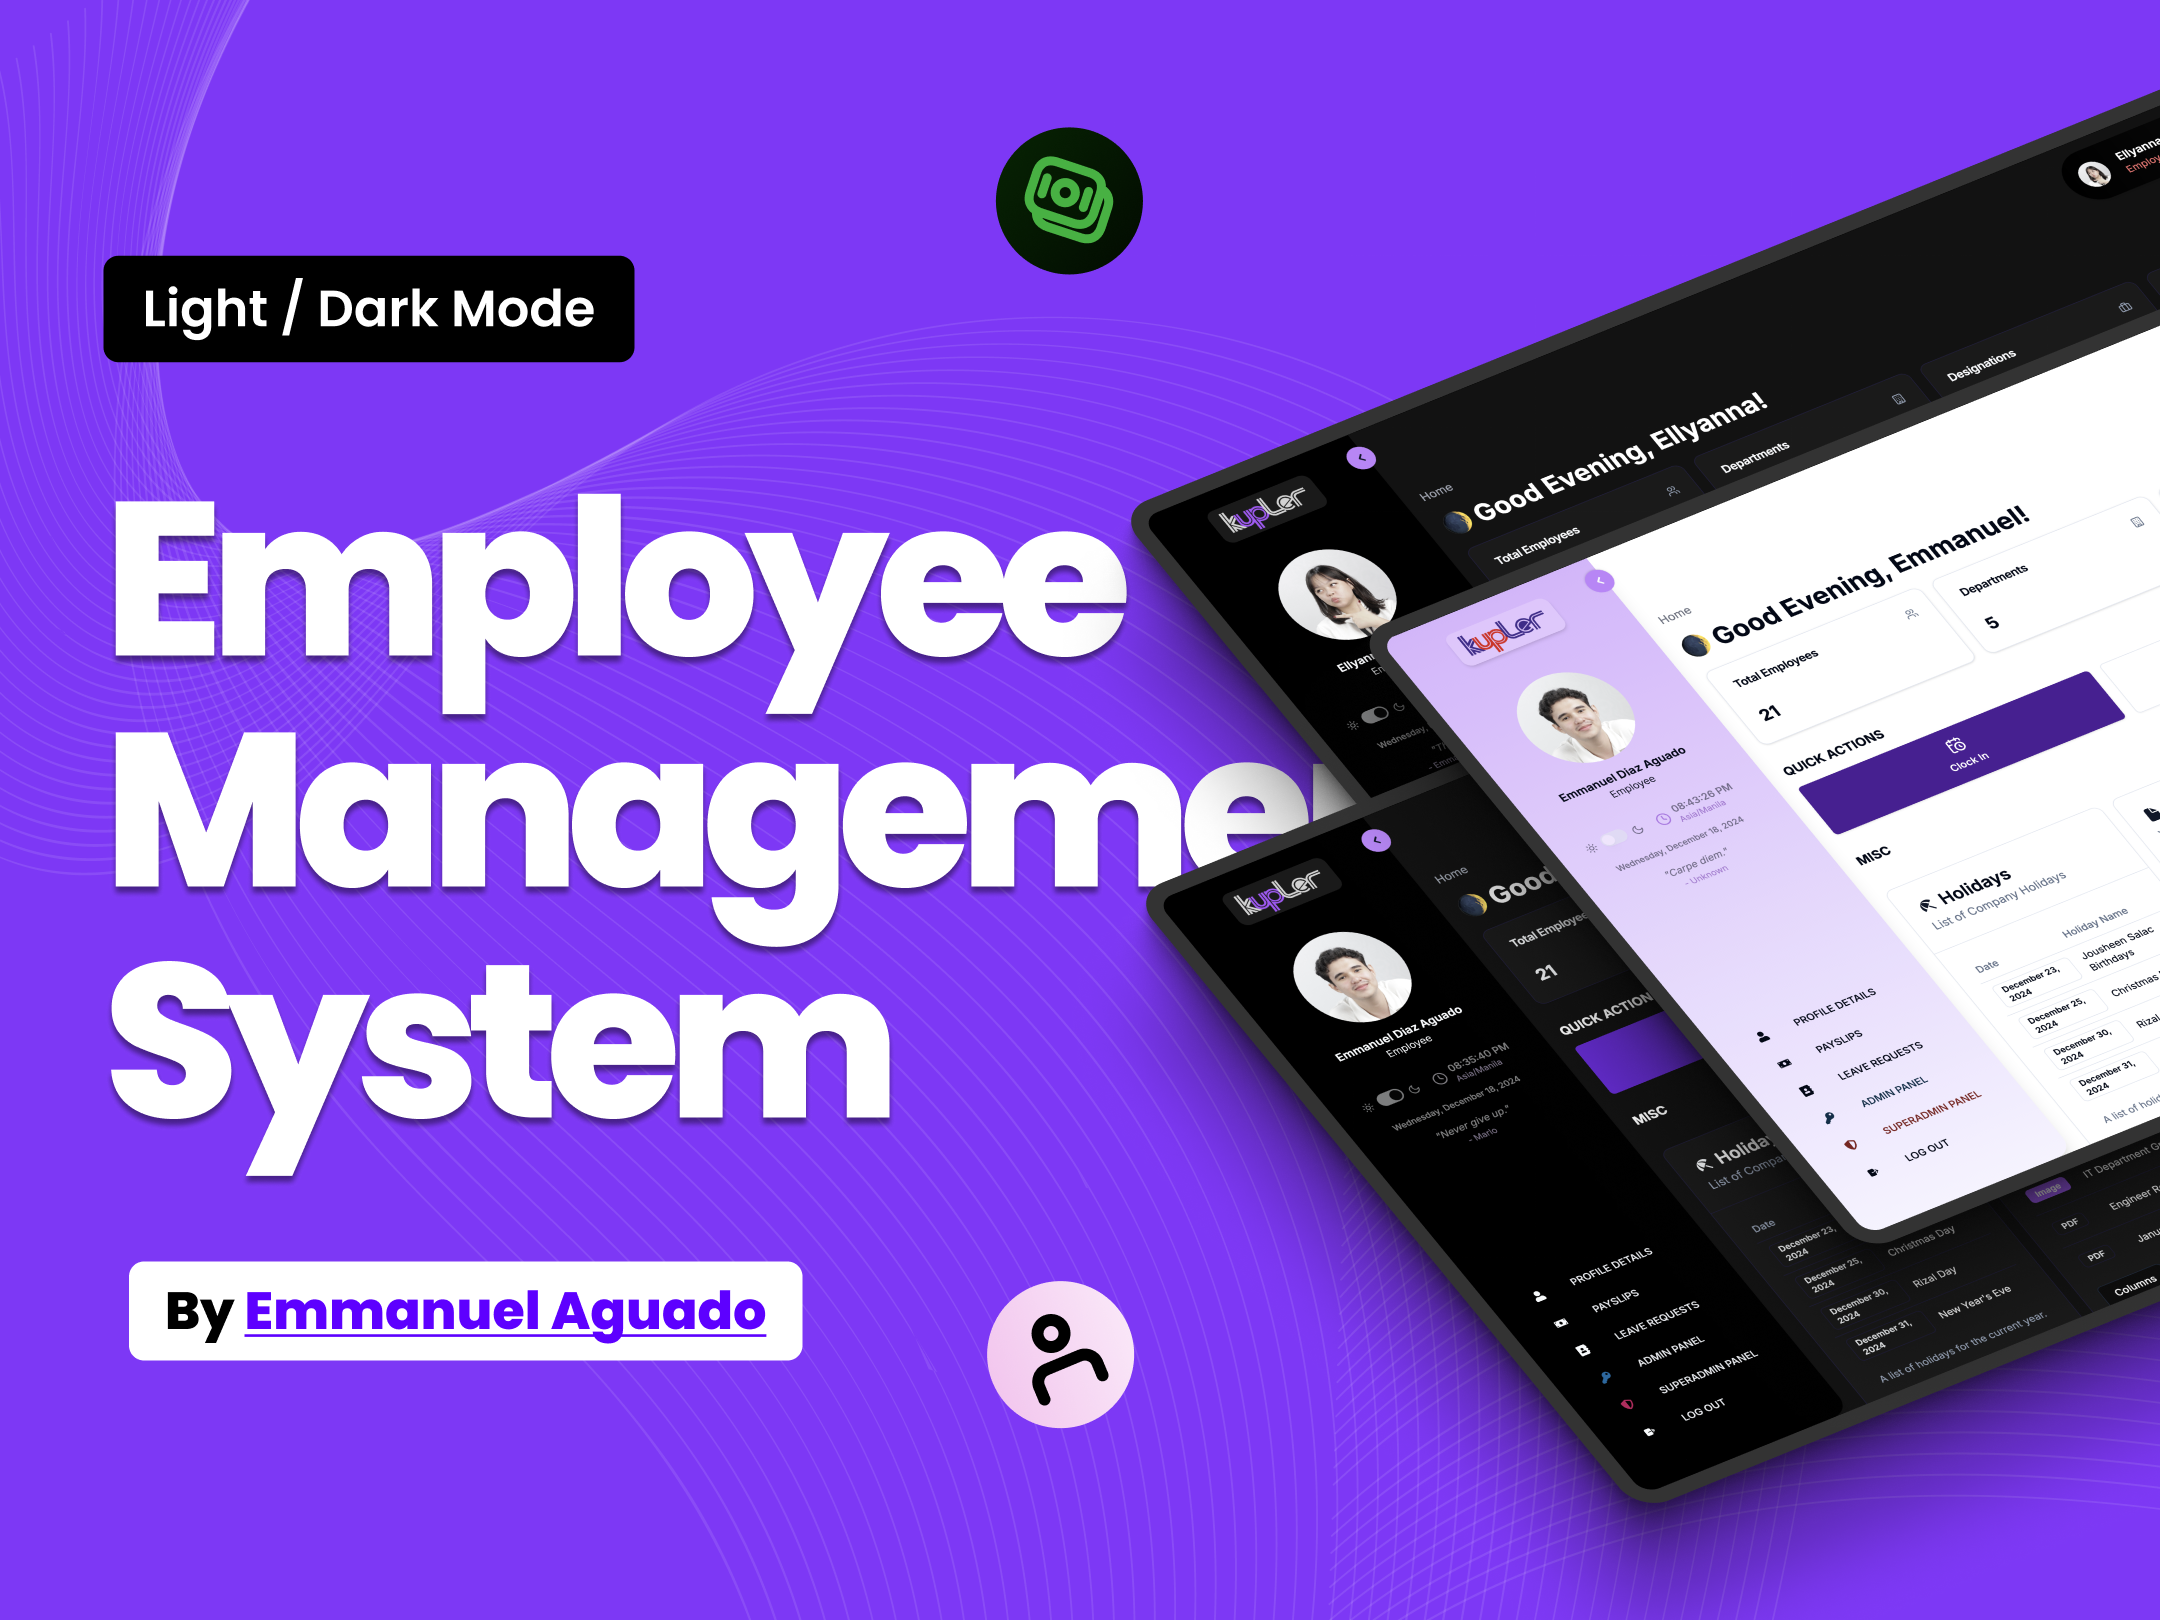 Light / Dark Mode
Employee
Management
System
By Emmanuel Aguado
Ellyanna
Home
Good Evening, Ellyanna!
Total Employees
Departments
Designations
kupler
Home
Good Evening, Emmanuel!
Total Employees
21
Departments
5
QUICK ACTIONS
Clock In
MISC
Holidays
List of Company Holidays
Date
Holiday Name
December 23, 2024
Jousheen Salac Birthdays
December 25, 2024
Christmas
December 30, 2024
Rizal
December 31, 2024
A list of
kupler
Emmanuel Diaz Aguado
Employee
08:43:26 PM
Asia/Manila
Wednesday, December 18, 2024
"Carpe diem."
- Unknown
PROFILE DETAILS
PAYSLIPS
LEAVE REQUESTS
ADMIN PANEL
SUPERADMIN PANEL
LOG OUT
kupler
Emmanuel Diaz Aguado
Employee
08:35:40 PM
Asia/Manila
Wednesday, December 18, 2024
"Never give up."
- Mario
PROFILE DETAILS
PAYSLIPS
LEAVE REQUESTS
ADMIN PANEL
SUPERADMIN PANEL
LOG OUT
Home
Good
Total Employee
21
QUICK ACTION
MISC
Holiday
List of Compa
Date
December 23, 2024
December 25, 2024
Christmas Day
December 30, 2024
Rizal Day
December 31, 2024
New Year's Eve
A list of holidays for the current year.
Image
IT Department
PDF
Engineer
PDF
Columns